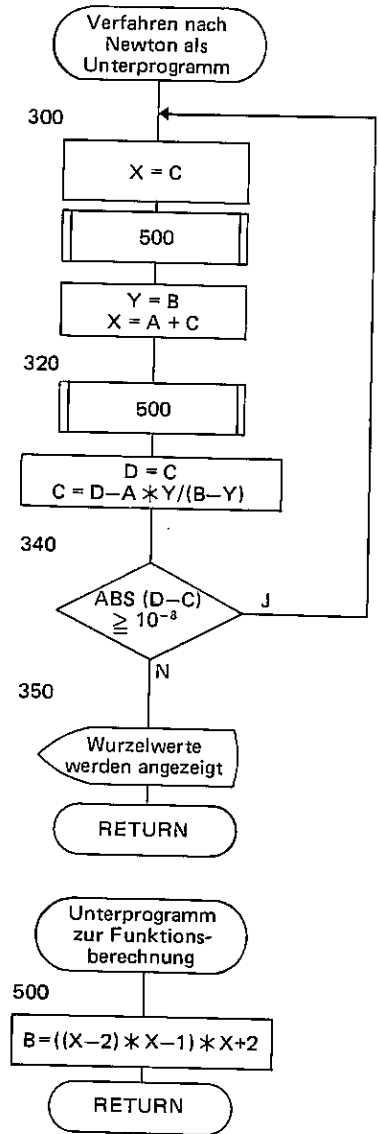 Verfahren nach
Newton als
Unterprogramm
300
X = C
500
Y = B
X = A + C
320
500
D = C
C = D–A ∗ Y/(B–Y)
340
ABS (D–C)
≧ 10⁻³
J
N
350
Wurzelwerte
werden angezeigt
RETURN
Unterprogramm
zur Funktions-
berechnung
500
B=((X–2) ∗ X–1) ∗ X+2
RETURN